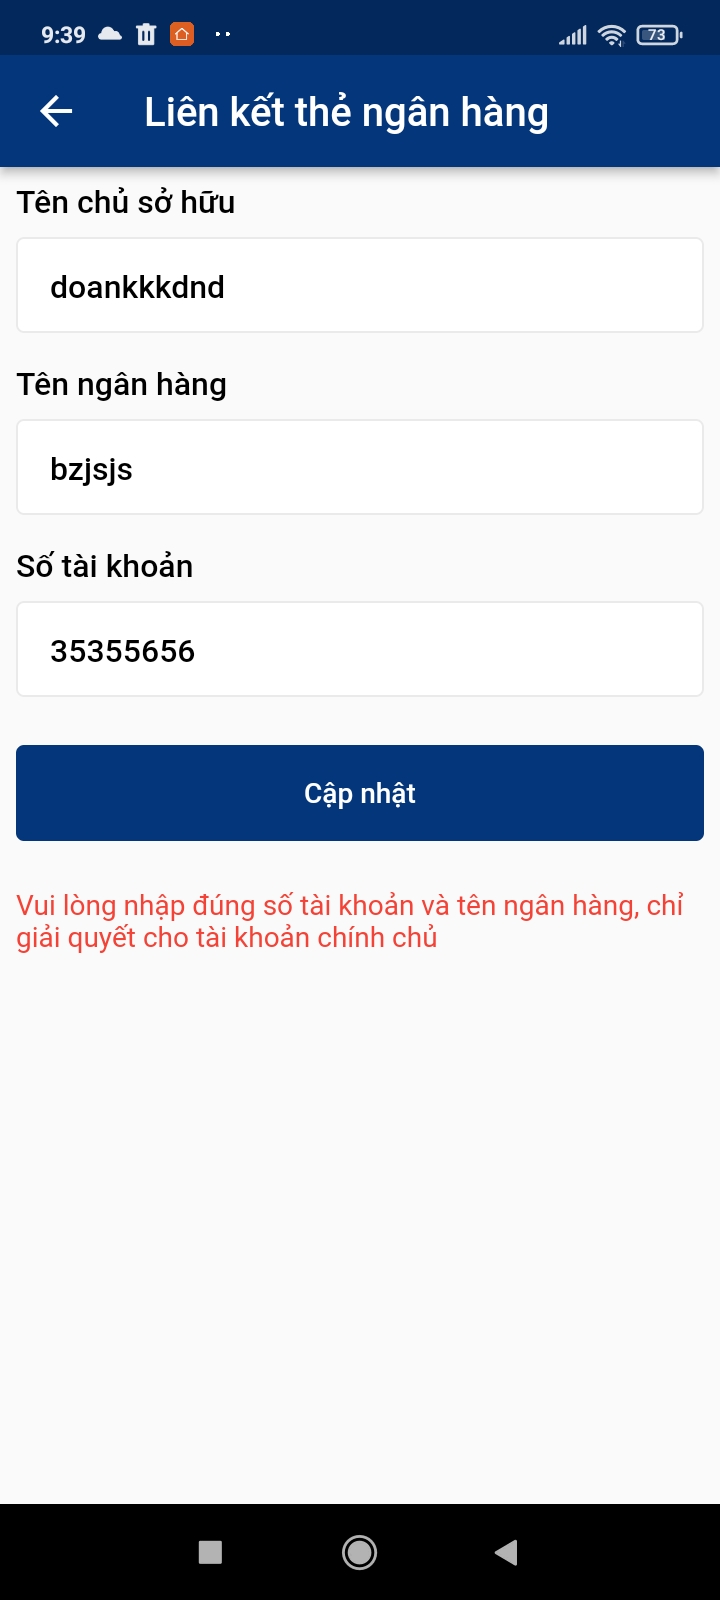 9:39
73
Liên kết thẻ ngân hàng
Tên chủ sở hữu
doankkkdnd
Tên ngân hàng
bzjsjs
Số tài khoản
35355656
Cập nhật
Vui lòng nhập đúng số tài khoản và tên ngân hàng, chỉ
giải quyết cho tài khoản chính chủ